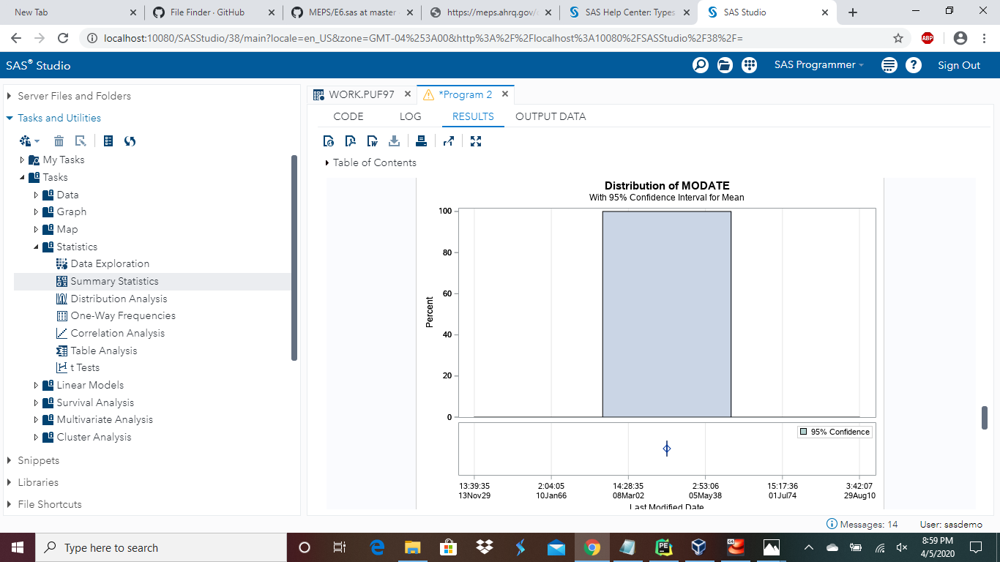 New Tab
File Finder · GitHub
MEPS/E6.sas at master
https://meps.ahrq.gov/
SAS Help Center: Types
SAS Studio
localhost:10080/SASStudio/38/main?locale=en_US&zone=GMT-04%253A00&http%3A%2F%2Flocalhost%3A10080%2FSASStudio%2F38%2F=
ABP
SAS® Studio
SAS Programmer
Sign Out
Server Files and Folders
Tasks and Utilities
My Tasks
Tasks
Data
Graph
Map
Statistics
Data Exploration
Summary Statistics
Distribution Analysis
One-Way Frequencies
Correlation Analysis
Table Analysis
t Tests
Linear Models
Survival Analysis
Multivariate Analysis
Cluster Analysis
Snippets
Libraries
File Shortcuts
WORK.PUF97
*Program 2
CODE LOG RESULTS OUTPUT DATA
Table of Contents
Distribution of MODATE
With 95% Confidence Interval for Mean
Percent
100
80
60
40
20
0
95% Confidence
13:39:35 2:04:05 14:28:35 2:53:06 15:17:36 3:42:07
13Nov29 10Jan66 08Mar02 05May38 01Jul74 29Aug10
Last Modified Date
Messages: 14
User: sasdemo
Type here to search
8:59 PM
4/5/2020